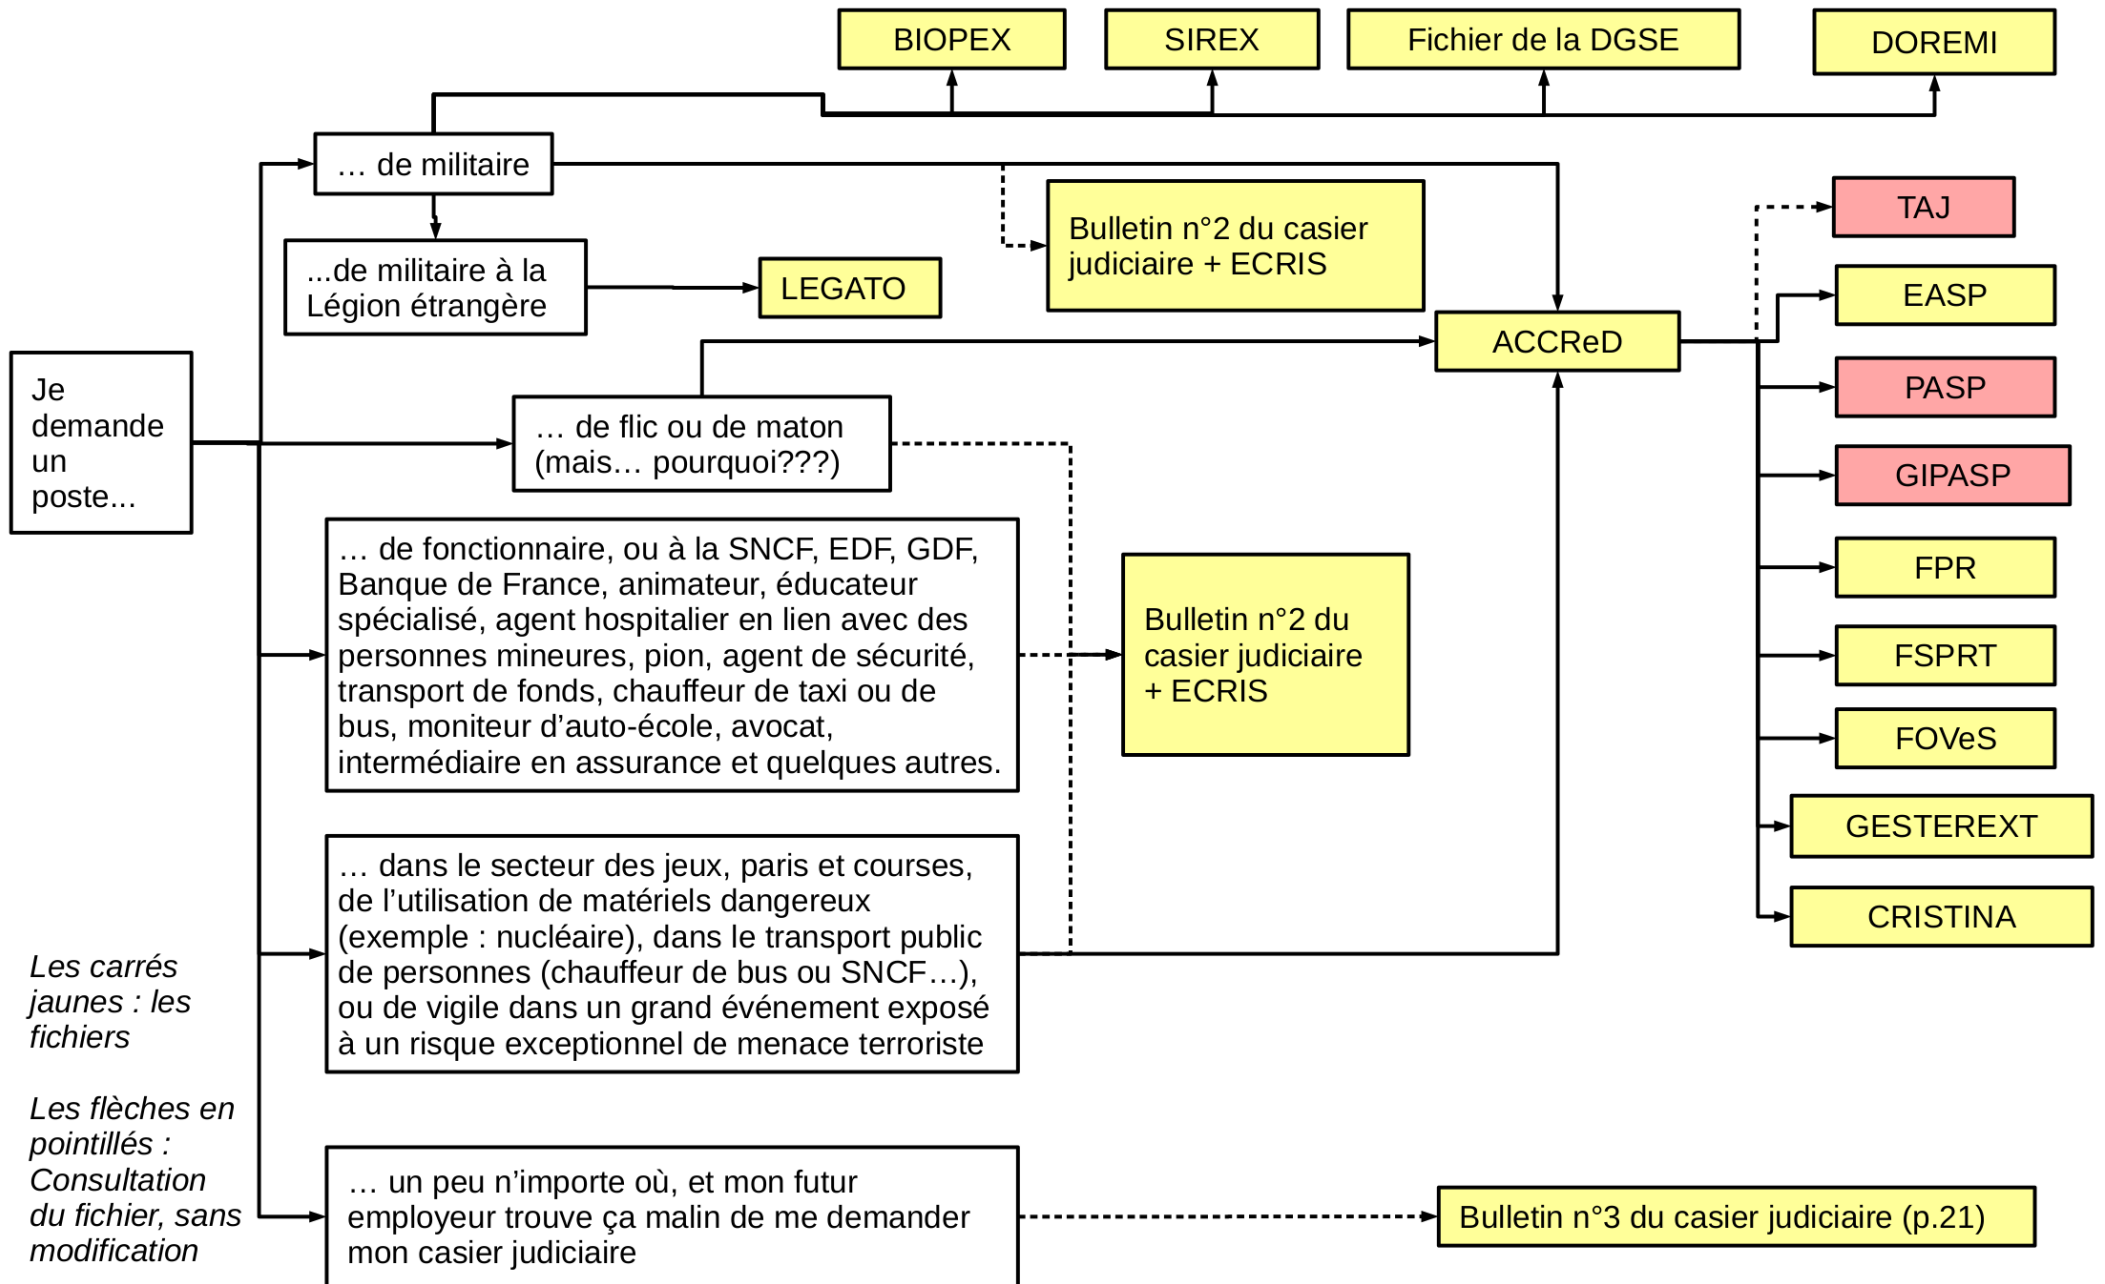 BIOPEX
SIREX
Fichier de la DGSE
DOREMI
… de militaire
TAJ
Bulletin n°2 du casier
judiciaire + ECRIS
...de militaire à la
Légion étrangère
LEGATO
EASP
ACCReD
PASP
Je
demande
un
poste...
… de flic ou de maton
(mais… pourquoi???)
GIPASP
FPR
… de fonctionnaire, ou à la SNCF, EDF, GDF,
Banque de France, animateur, éducateur
spécialisé, agent hospitalier en lien avec des
personnes mineures, pion, agent de sécurité,
transport de fonds, chauffeur de taxi ou de
bus, moniteur d’auto-école, avocat,
intermédiaire en assurance et quelques autres.
Bulletin n°2 du
casier judiciaire
+ ECRIS
FSPRT
FOVeS
GESTEREXT
CRISTINA
… dans le secteur des jeux, paris et courses,
de l’utilisation de matériels dangereux
(exemple : nucléaire), dans le transport public
de personnes (chauffeur de bus ou SNCF…),
ou de vigile dans un grand événement exposé
à un risque exceptionnel de menace terroriste
Les carrés
jaunes : les
fichiers
Les flèches en
pointillés :
Consultation
du fichier, sans
modification
… un peu n’importe où, et mon futur
employeur trouve ça malin de me demander
mon casier judiciaire
Bulletin n°3 du casier judiciaire (p.21)